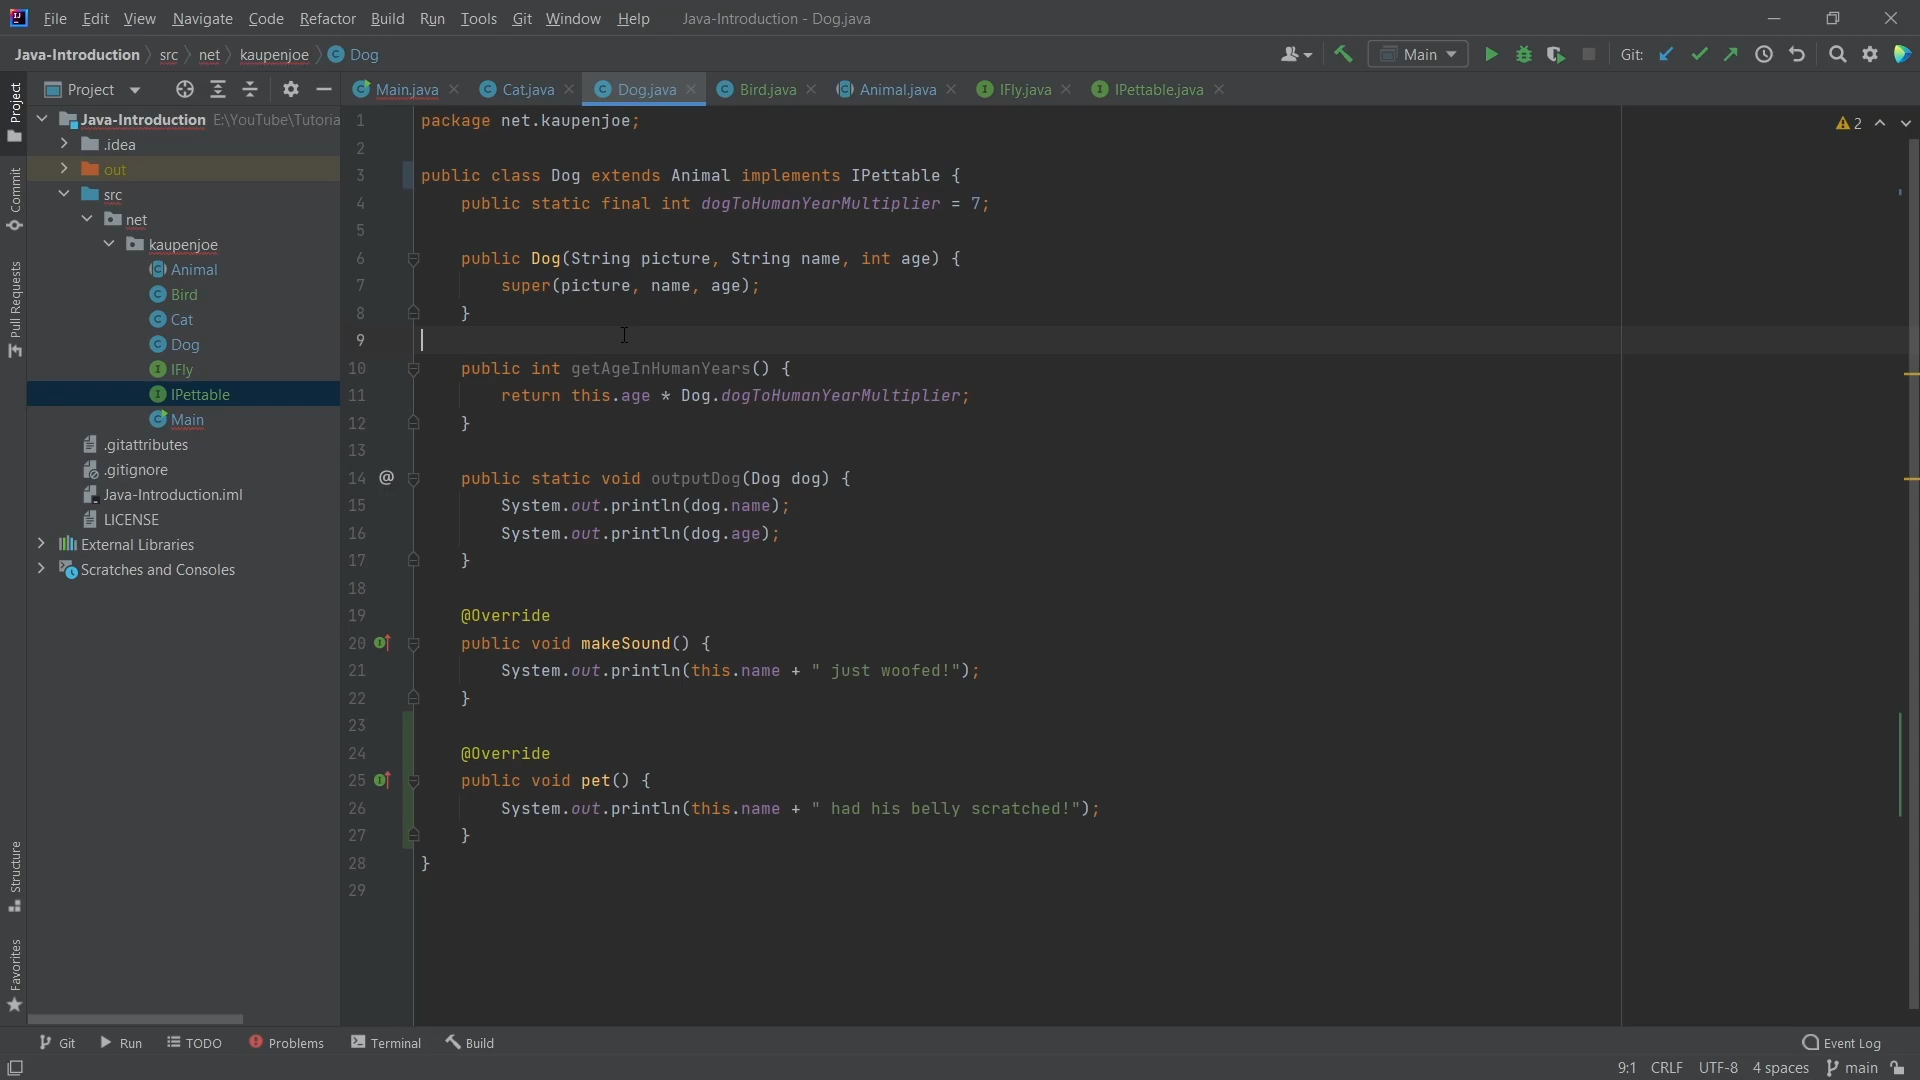 File Edit View Navigate Code Refactor Build Run Tools Git Window Help Java-Introduction - Dog.java
Java-Introduction src net kaupenjoe Dog
Main
Git:
Project
Main.java Cat.java Dog.java Bird.java Animal.java IFly.java IPettable.java
Project
Commit
Pull Requests
Structure
Favorites
Java-Introduction E:\YouTube\Tutoria
.idea
out
src
net
kaupenjoe
Animal
Bird
Cat
Dog
IFly
IPettable
Main
.gitattributes
.gitignore
Java-Introduction.iml
LICENSE
External Libraries
Scratches and Consoles
2
1 package net.kaupenjoe;
2
3 public class Dog extends Animal implements IPettable {
4 public static final int dogToHumanYearMultiplier = 7;
5
6 public Dog(String picture, String name, int age) {
7 super(picture, name, age);
8 }
9
10 public int getAgeInHumanYears() {
11 return this.age * Dog.dogToHumanYearMultiplier;
12 }
13
14 @ public static void outputDog(Dog dog) {
15 System.out.println(dog.name);
16 System.out.println(dog.age);
17 }
18
19 @Override
20 public void makeSound() {
21 System.out.println(this.name + " just woofed!");
22 }
23
24 @Override
25 public void pet() {
26 System.out.println(this.name + " had his belly scratched!");
27 }
28 }
29
Git Run TODO Problems Terminal Build Event Log
9:1 CRLF UTF-8 4 spaces main